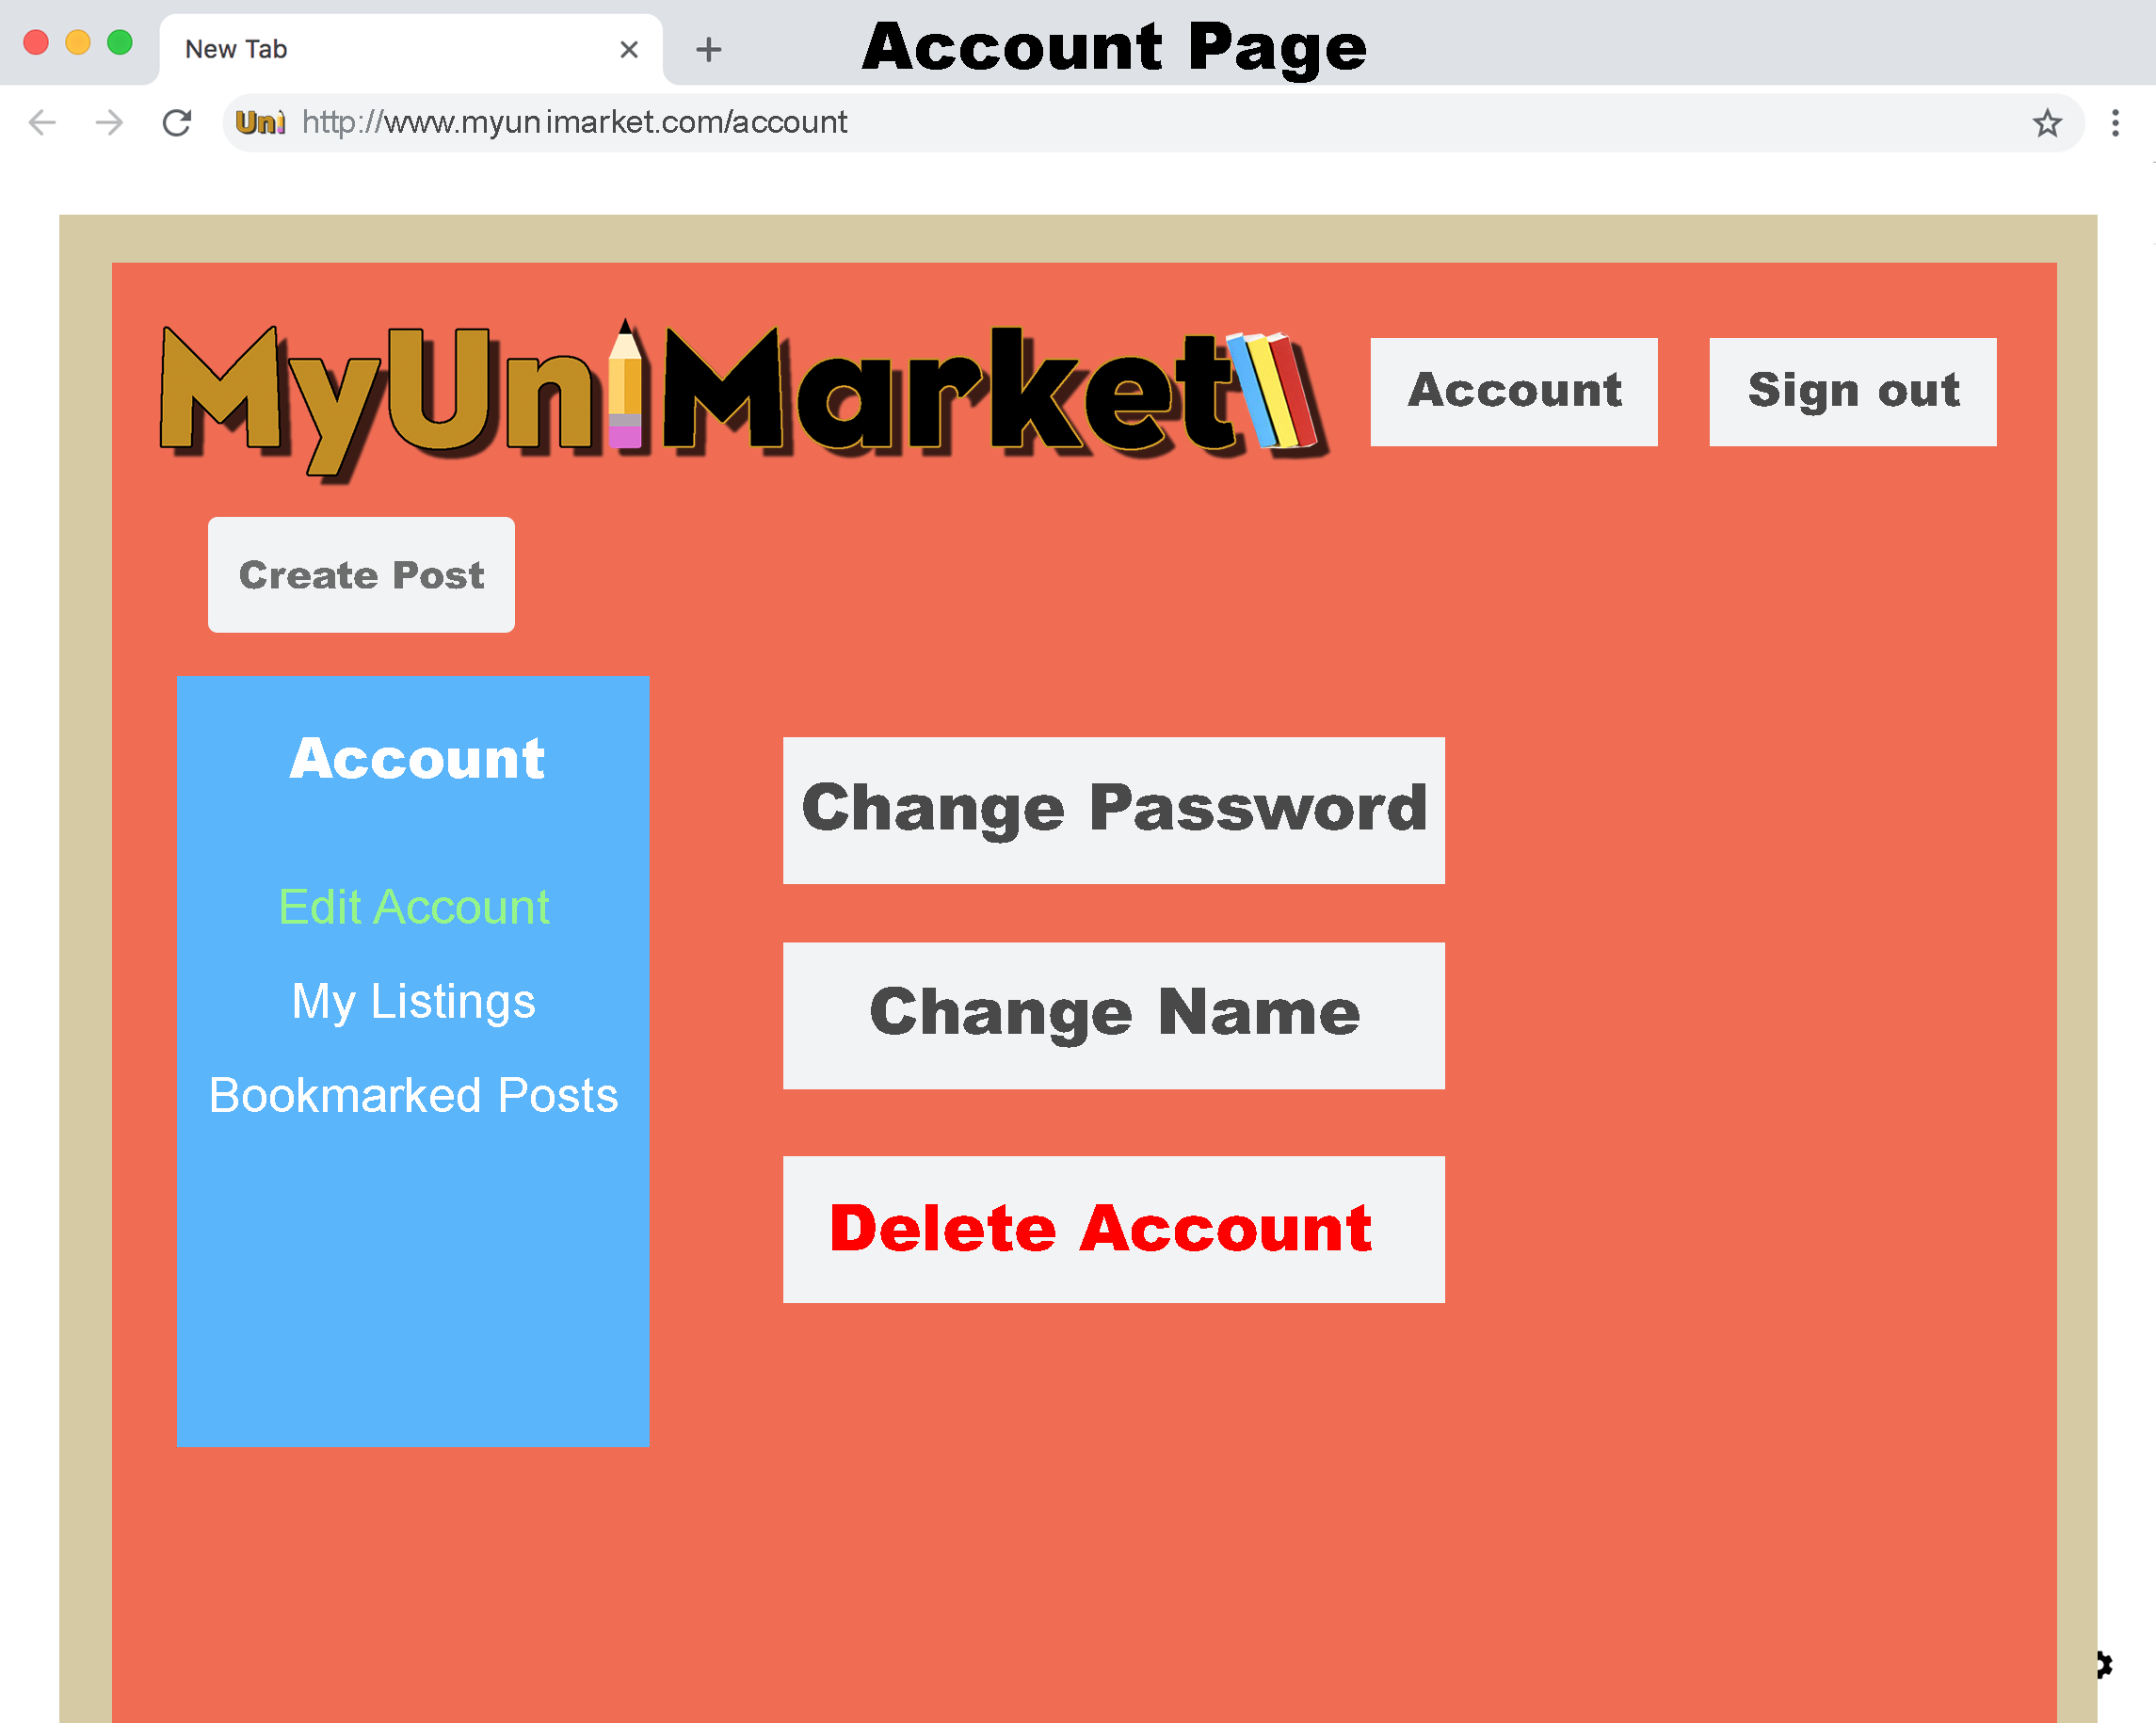 New Tab
Account Page
Uni http://www.myunimarket.com/account
MyUniMarket
Account
Sign out
Create Post
Account
Edit Account
My Listings
Bookmarked Posts
Change Password
Change Name
Delete Account